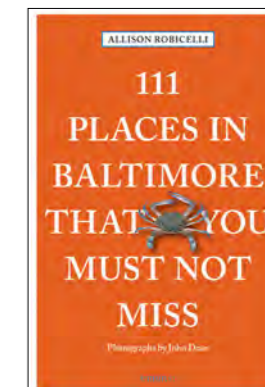 ALLISON ROBICELLI
111
PLACES IN
BALTIMORE
THAT YOU
MUST NOT
MISS
Photographs by John Dean